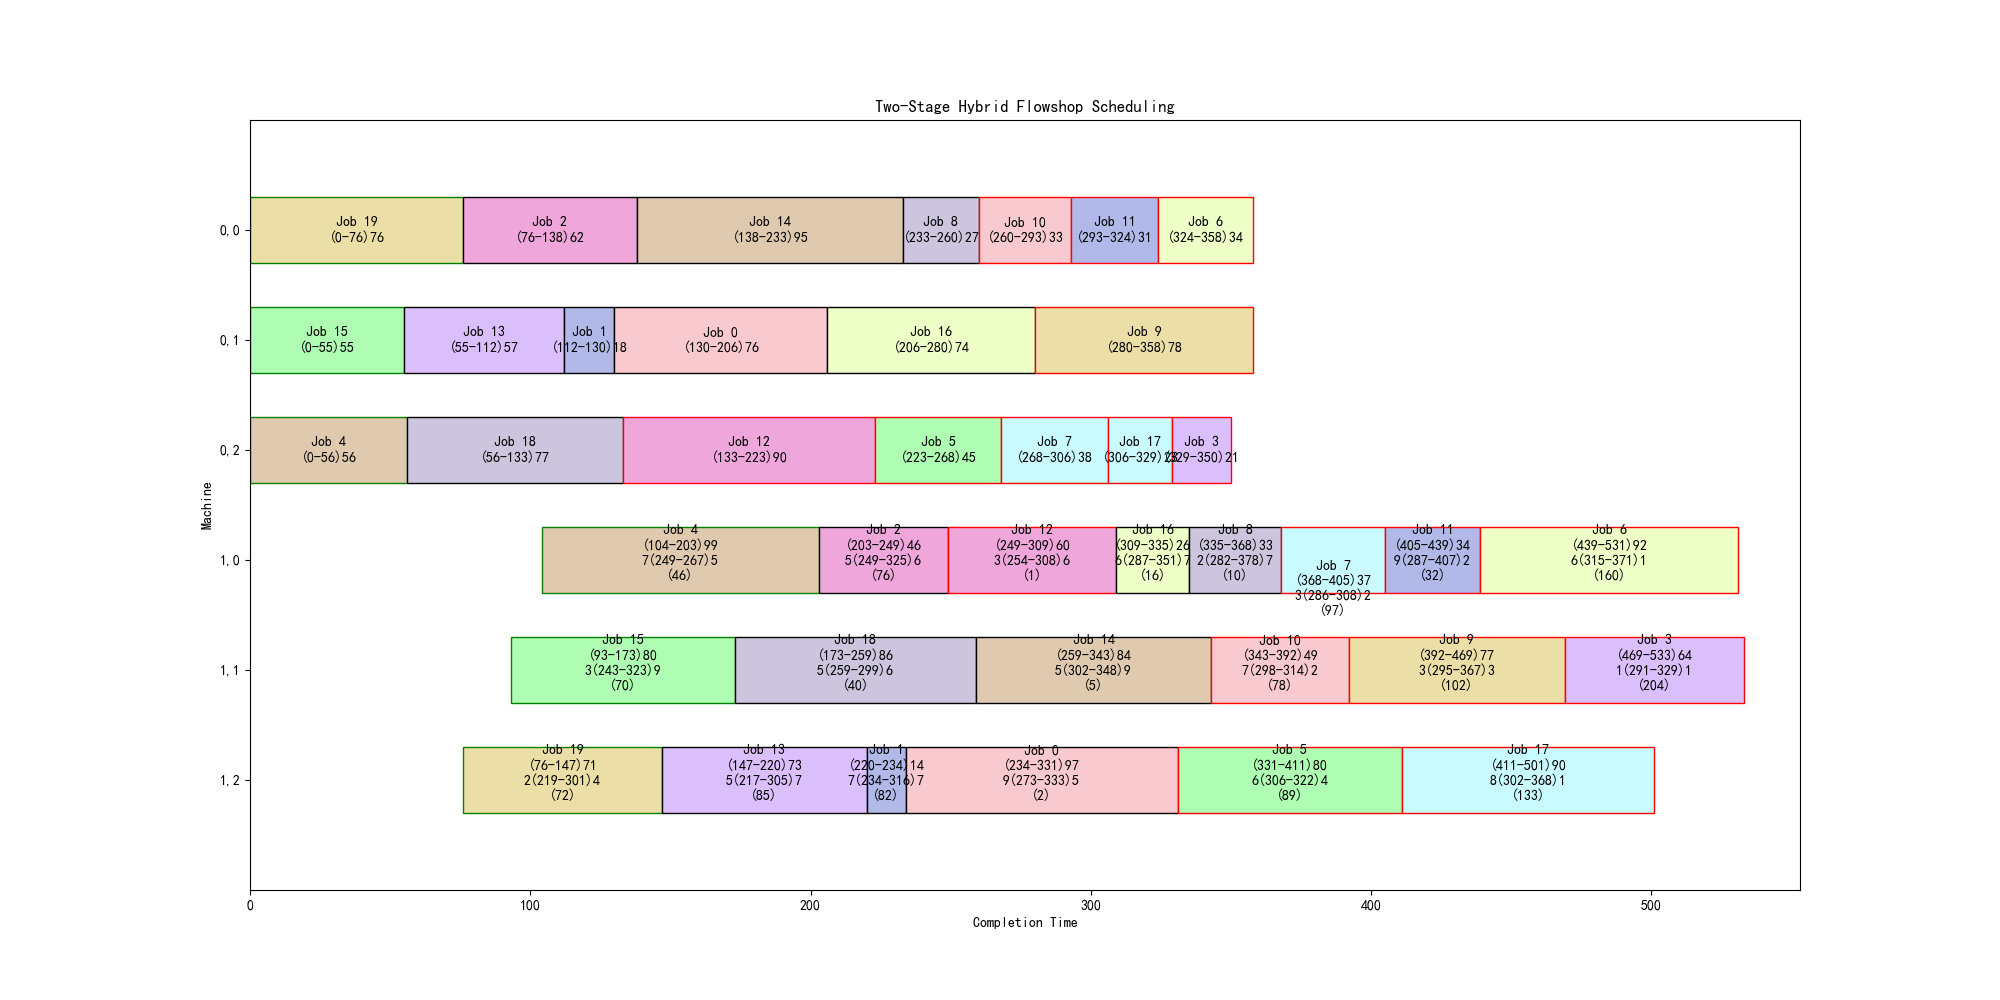 Two-Stage Hybrid Flowshop Scheduling
Machine
0,0
Job 19
(0-76)76
Job 2
(76-138)62
Job 14
(138-233)95
Job 8
(233-260)27
Job 10
(260-293)33
Job 11
(293-324)31
Job 6
(324-358)34
0,1
Job 15
(0-55)55
Job 13
(55-112)57
Job 1
(112-130)18
Job 0
(130-206)76
Job 16
(206-280)74
Job 9
(280-358)78
0,2
Job 4
(0-56)56
Job 18
(56-133)77
Job 12
(133-223)90
Job 5
(223-268)45
Job 7
(268-306)38
Job 17
(306-329)23
Job 3
(329-350)21
1,0
Job 4
(104-203)99
7(249-267)5
(46)
Job 2
(203-249)46
5(249-325)6
(76)
Job 12
(249-309)60
3(254-308)6
(1)
Job 16
(309-335)26
6(287-351)7
(16)
Job 8
(335-368)33
2(282-378)7
(10)
Job 7
(368-405)37
3(286-308)2
(97)
Job 11
(405-439)34
9(287-407)2
(32)
Job 6
(439-531)92
6(315-371)1
(160)
1,1
Job 15
(93-173)80
3(243-323)9
(70)
Job 18
(173-259)86
5(259-299)6
(40)
Job 14
(259-343)84
5(302-348)9
(5)
Job 10
(343-392)49
7(298-314)2
(78)
Job 9
(392-469)77
3(295-367)3
(102)
Job 3
(469-533)64
1(291-329)1
(204)
1,2
Job 19
(76-147)71
2(219-301)4
(72)
Job 13
(147-220)73
5(217-305)7
(85)
Job 1
(220-234)14
7(234-316)7
(82)
Job 0
(234-331)97
9(273-333)5
(2)
Job 5
(331-411)80
6(306-322)4
(89)
Job 17
(411-501)90
8(302-368)1
(133)
0
100
200
300
400
500
Completion Time